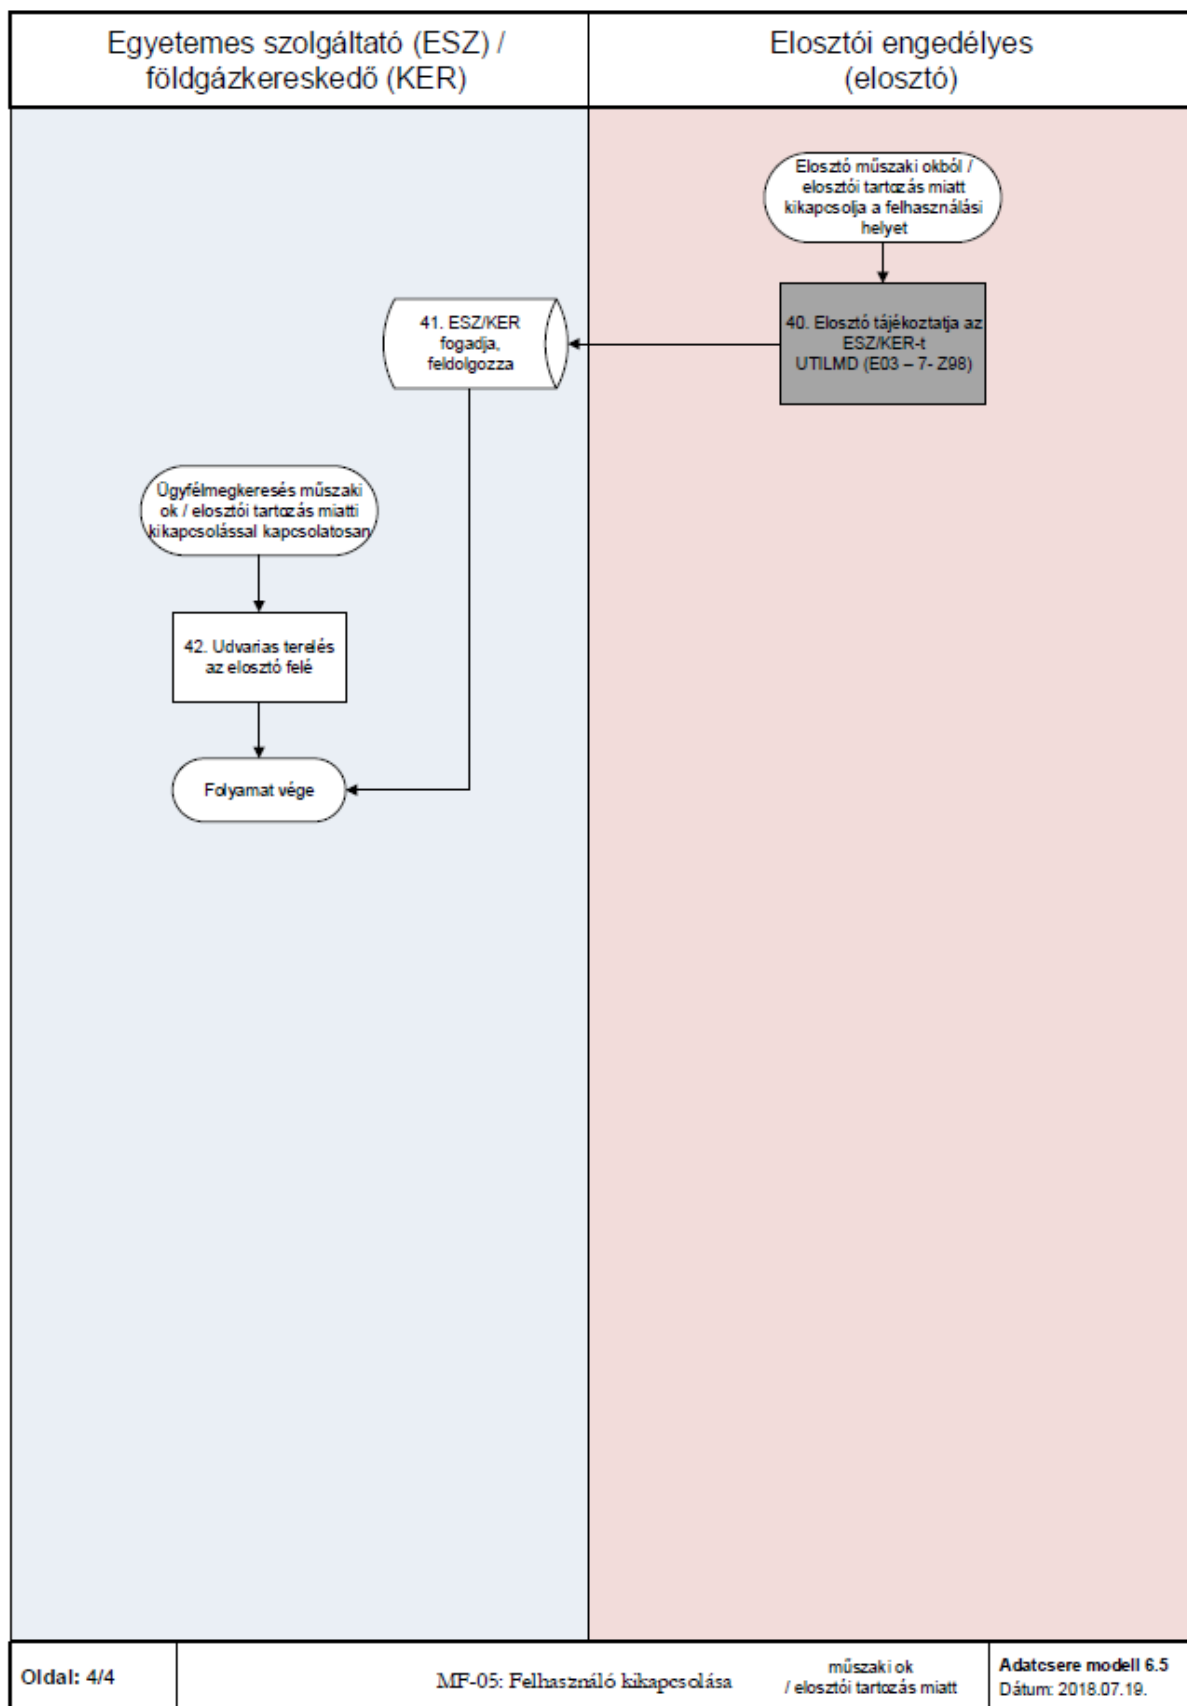 Egyetemes szolgáltató (ESZ) /
földgázkereskedő (KER)
Elosztói engedélyes
(elosztó)
Elosztó műszaki okból /
elosztói tartozás miatt
kikapcsolja a felhasználási
helyet
40. Elosztó tájékoztatja az
ESZ/KER-t
UTILMD (E03 – 7- Z98)
41. ESZ/KER
fogadja,
feldolgozza
Ügyfélmegkeresés műszaki
ok / elosztói tartozás miatti
kikapcsolással kapcsolatosan
42. Udvarias terelés
az elosztó felé
Folyamat vége
Oldal: 4/4
MF-05: Felhasználó kikapcsolása
műszaki ok
/ elosztói tartozás miatt
Adatcsere modell 6.5
Dátum: 2018.07.19.